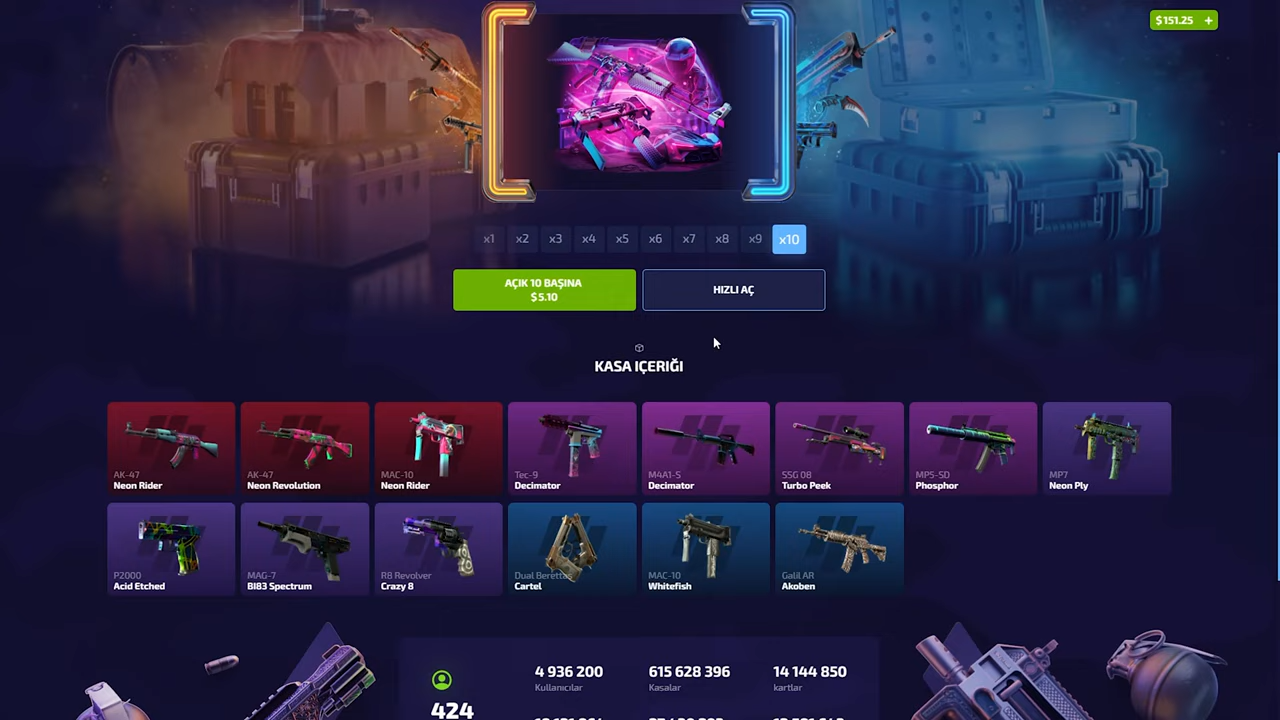 $151.25 +
x1 x2 x3 x4 x5 x6 x7 x8 x9 x10
AÇIK 10 BAŞINA
$5.10
HIZLI AÇ
KASA IÇERIĞI
AK-47
Neon Rider
AK-47
Neon Revolution
MAC-10
Neon Rider
Tec-9
Decimator
M4A1-S
Decimator
SSG 08
Turbo Peek
MP5-SD
Phosphor
MP7
Neon Ply
P2000
Acid Etched
MAG-7
BI83 Spectrum
R8 Revolver
Crazy 8
Dual Berettas
Cartel
MAC-10
Whitefish
Galil AR
Akoben
424
4 936 200
Kullanıcılar
615 628 396
Kasalar
14 144 850
kartlar